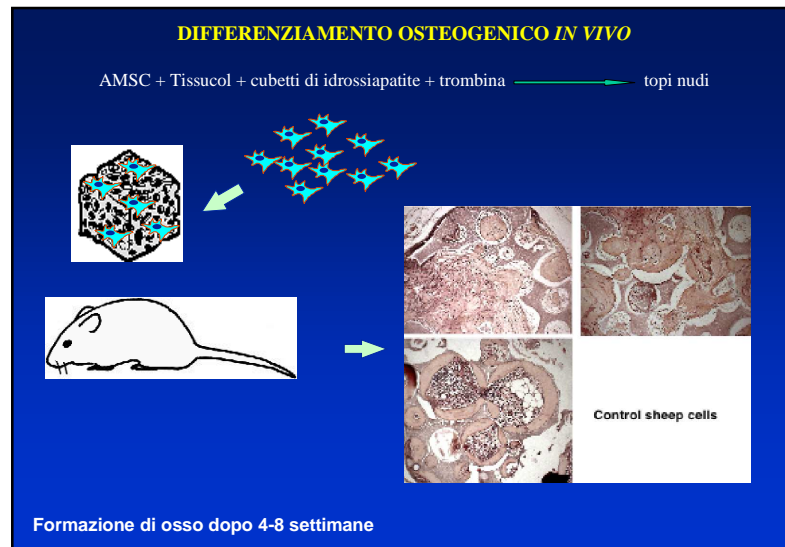 DIFFERENZIAMENTO OSTEOGENICO IN VIVO
AMSC + Tissucol + cubetti di idrossiapatite + trombina topi nudi
Control sheep cells
Formazione di osso dopo 4-8 settimane